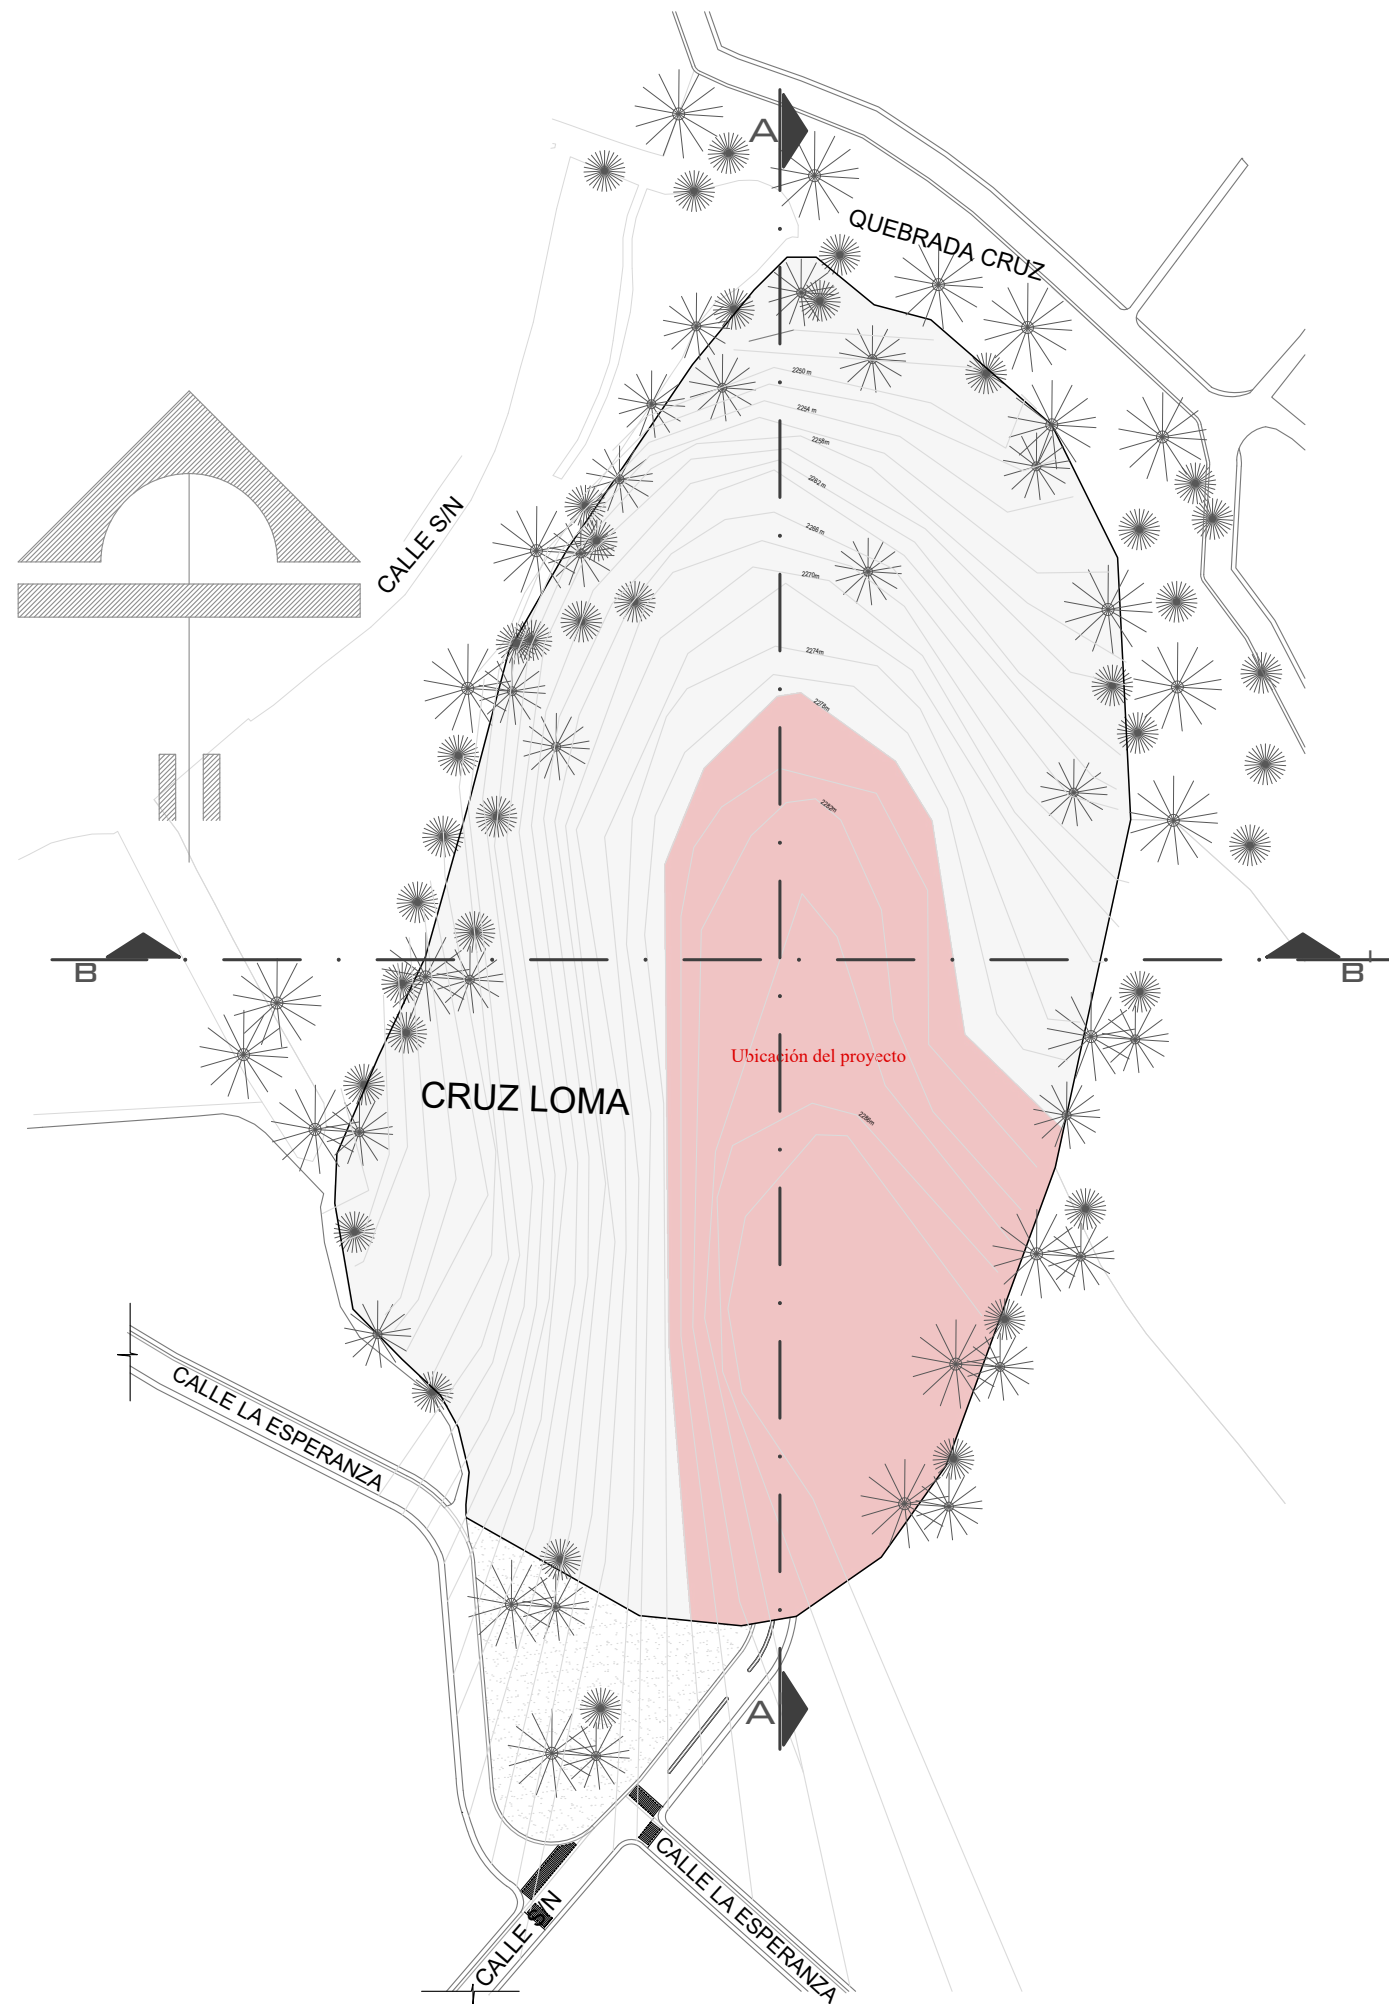 A
QUEBRADA CRUZ
2250 m
2254 m
2258m
2262 m
2266 m
2270m
2274m
2278m
2282m
CALLE S/N
B
B'
Ubicación del proyecto
CRUZ LOMA
2286m
CALLE LA ESPERANZA
A
CALLE LA ESPERANZA
CALLE S/N